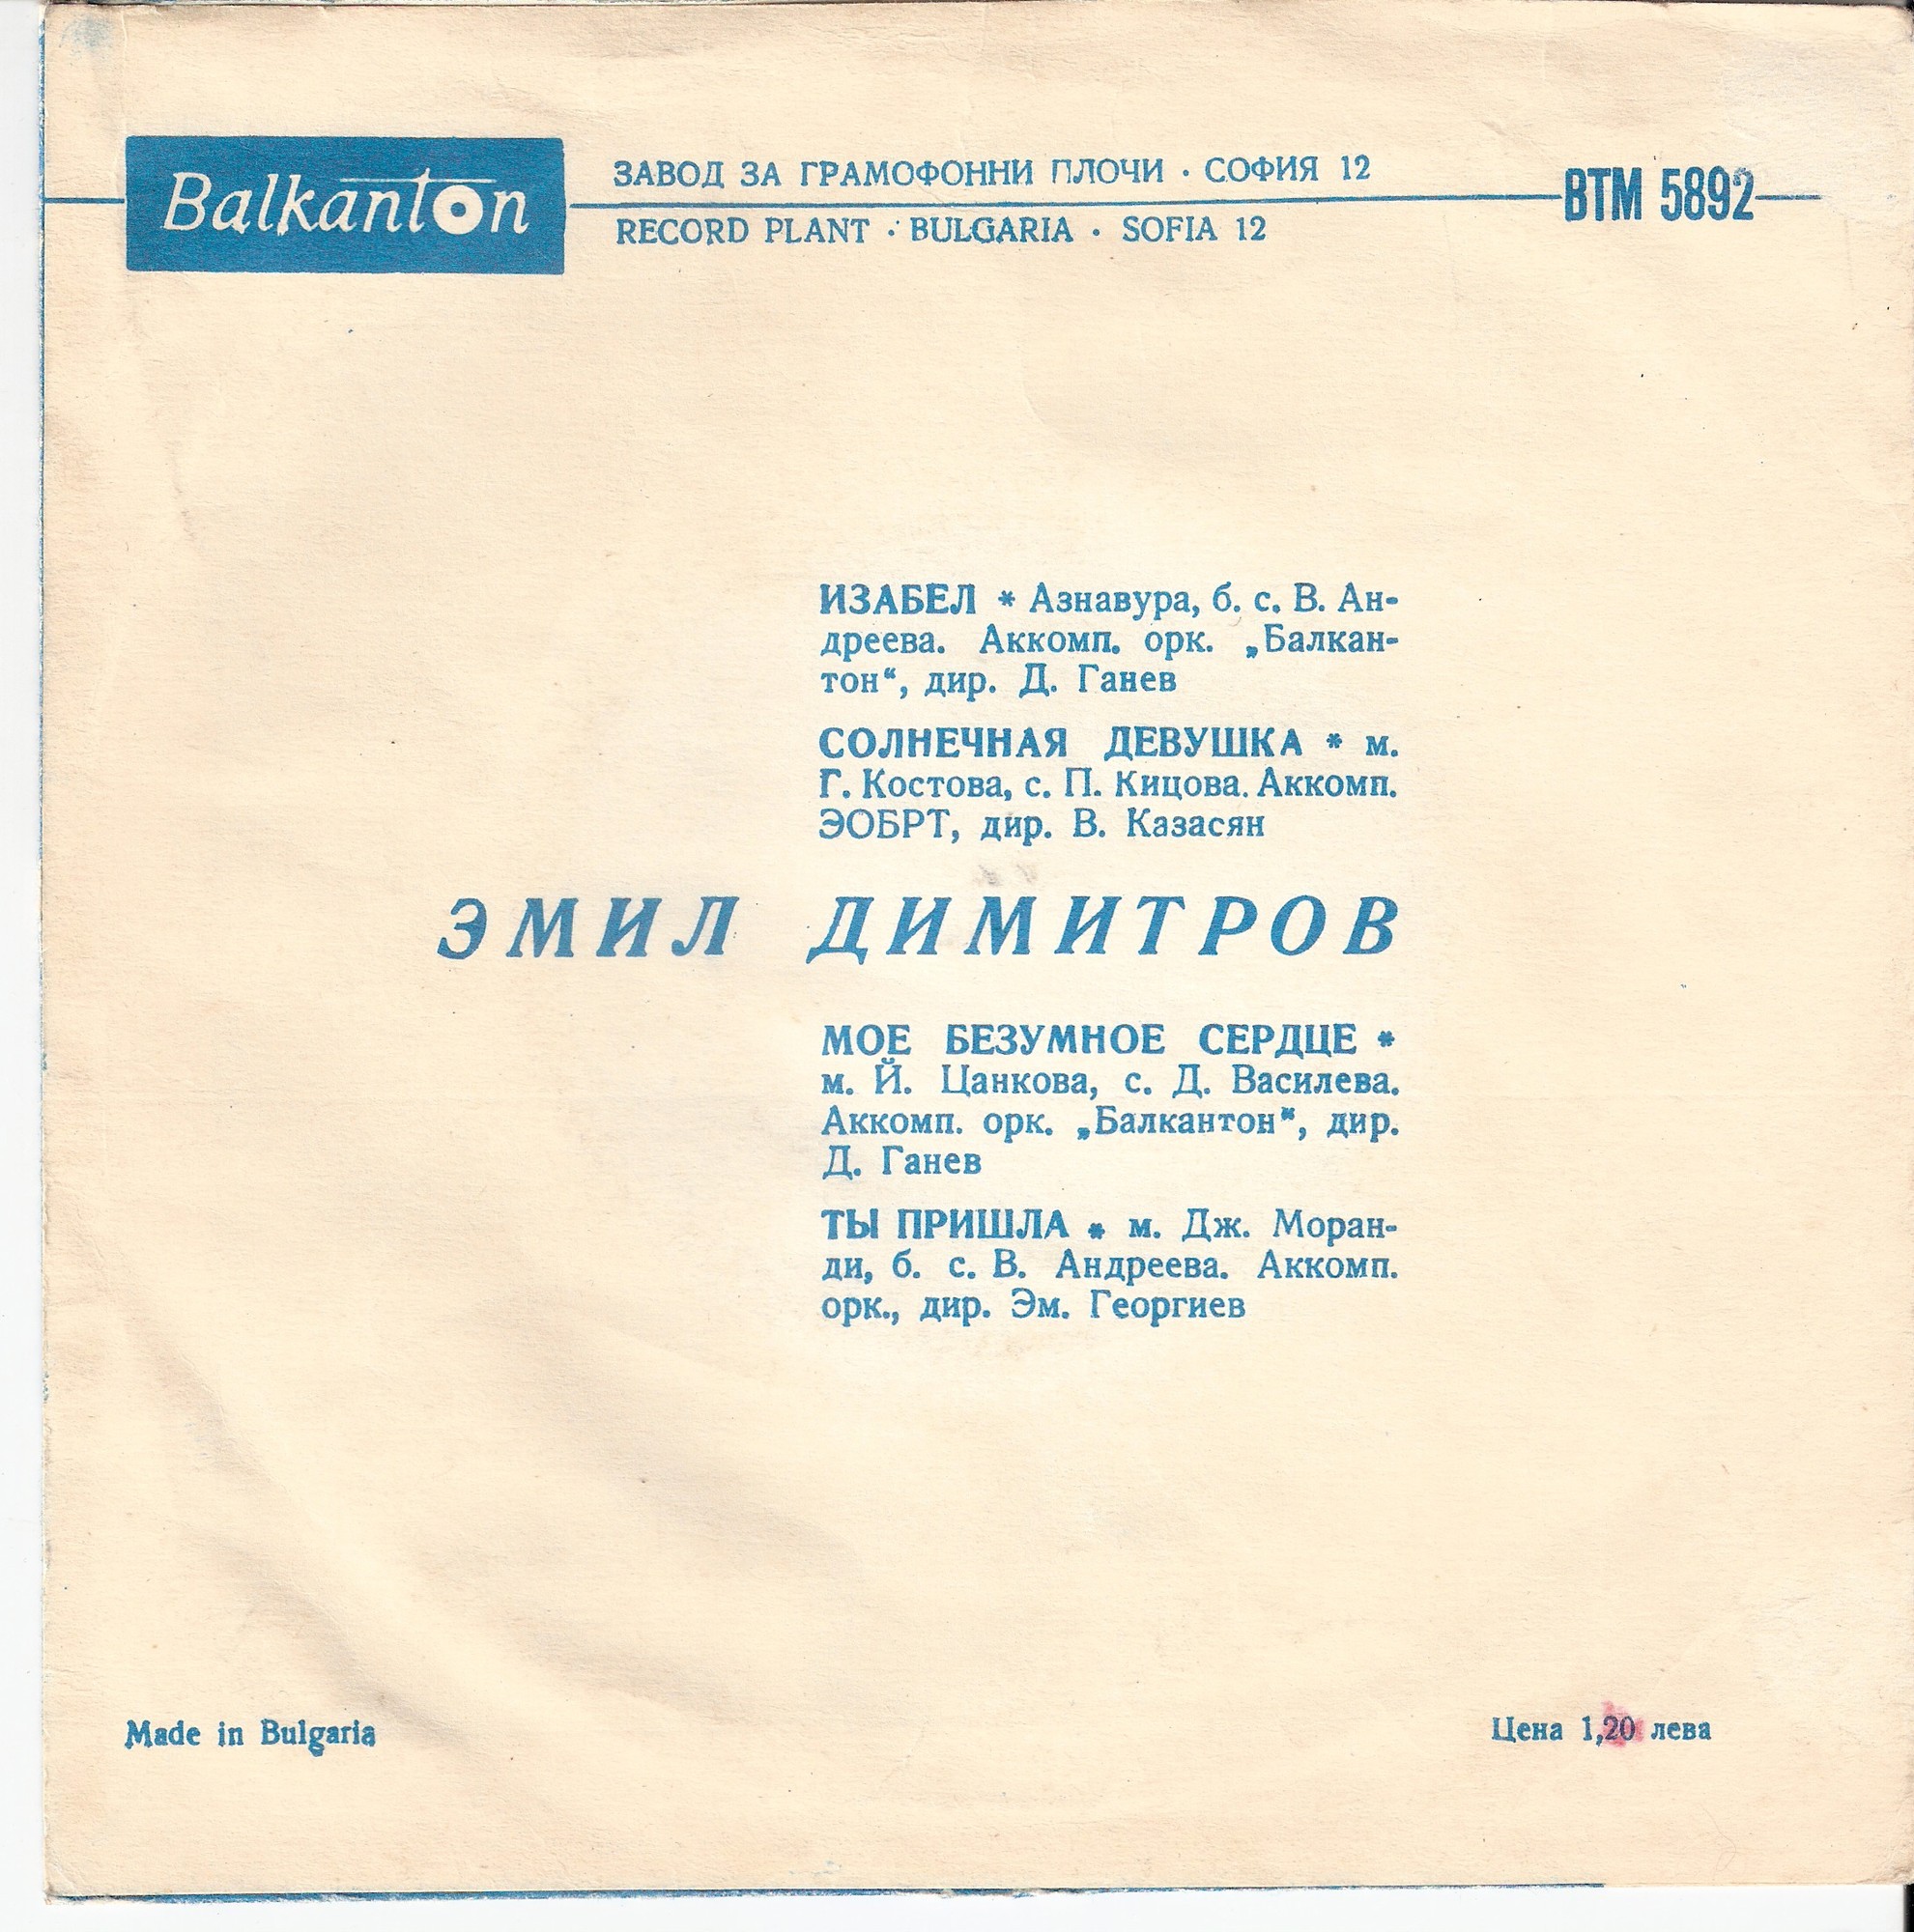 Balkanton
ЗАВОД ЗА ГРАМОФОННИ ПЛОЧИ · СОФИЯ 12
RECORD PLANT · BULGARIA · SOFIA 12
ВТМ 5892
ИЗАБЕЛ * Азнавура, б. с. В. Ан-
дреева. Аккомп. орк. „Балкан-
тон“, дир. Д. Ганев
СОЛНЕЧНАЯ ДЕВУШКА * м.
Г. Костова, с. П. Кицова. Аккомп.
ЭОБРТ, дир. В. Казасян
ЭМИЛ ДИМИТРОВ
МОЕ БЕЗУМНОЕ СЕРДЦЕ *
м. Й. Цанкова, с. Д. Василева.
Аккомп. орк. „Балкантон“, дир.
Д. Ганев
ТЫ ПРИШЛА * м. Дж. Моран-
ди, б. с. В. Андреева. Аккомп.
орк., дир. Эм. Георгиев
Made in Bulgaria
Цена 1,20 лева